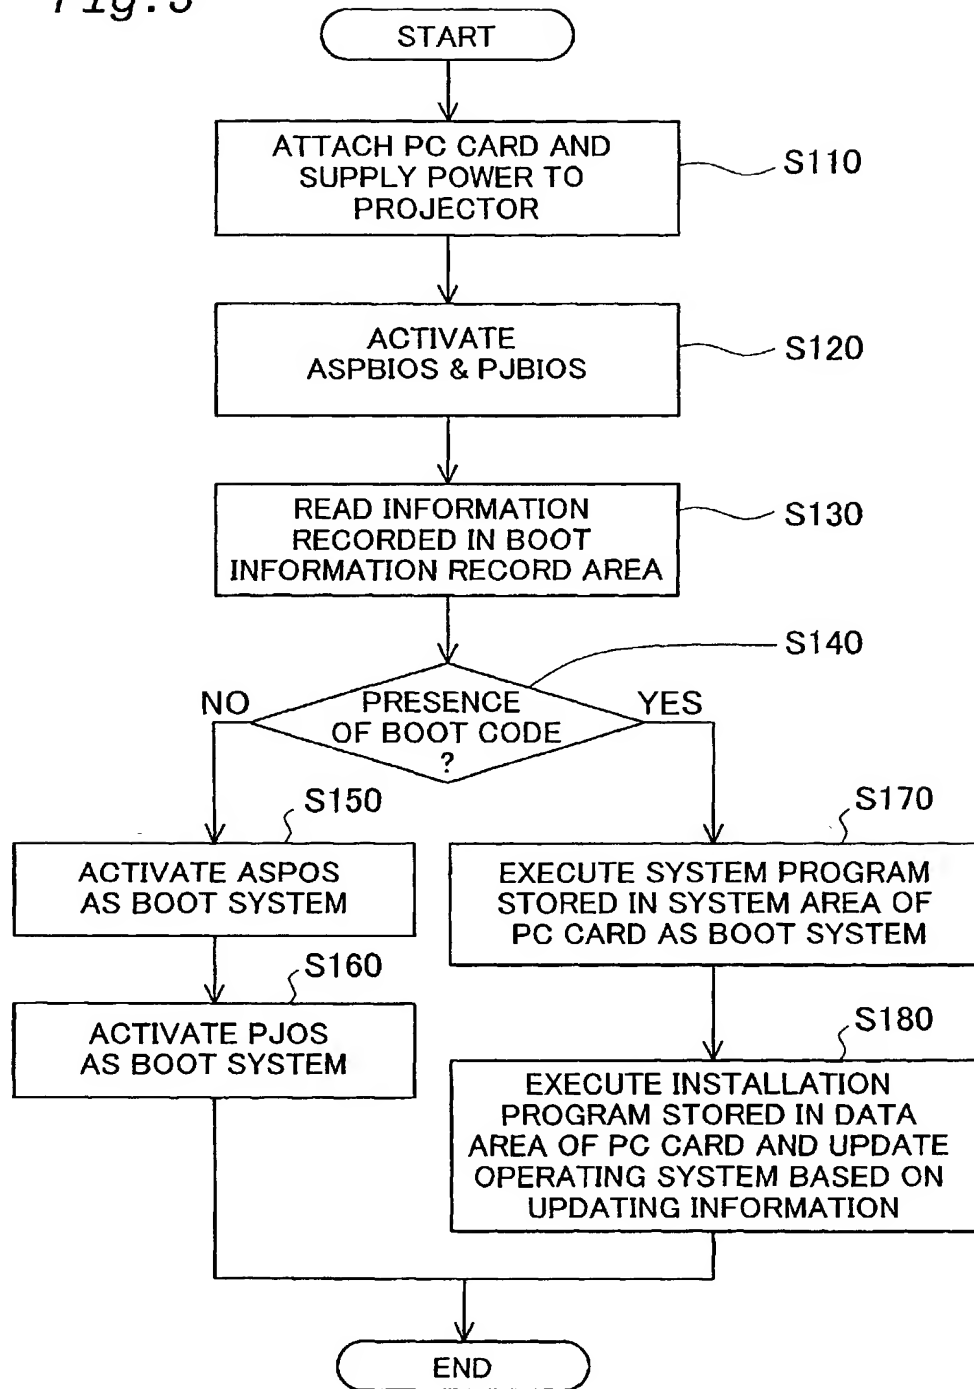 START
ATTACH PC CARD AND
SUPPLY POWER TO
PROJECTOR
S110
ACTIVATE
ASPBIOS & PJBIOS
S120
READ INFORMATION
RECORDED IN BOOT
INFORMATION RECORD AREA
S130
S140
NO
PRESENCE
OF BOOT CODE
?
YES
S150
ACTIVATE ASPOS
AS BOOT SYSTEM
S160
ACTIVATE PJOS
AS BOOT SYSTEM
S170
EXECUTE SYSTEM PROGRAM
STORED IN SYSTEM AREA OF
PC CARD AS BOOT SYSTEM
S180
EXECUTE INSTALLATION
PROGRAM STORED IN DATA
AREA OF PC CARD AND UPDATE
OPERATING SYSTEM BASED ON
UPDATING INFORMATION
END